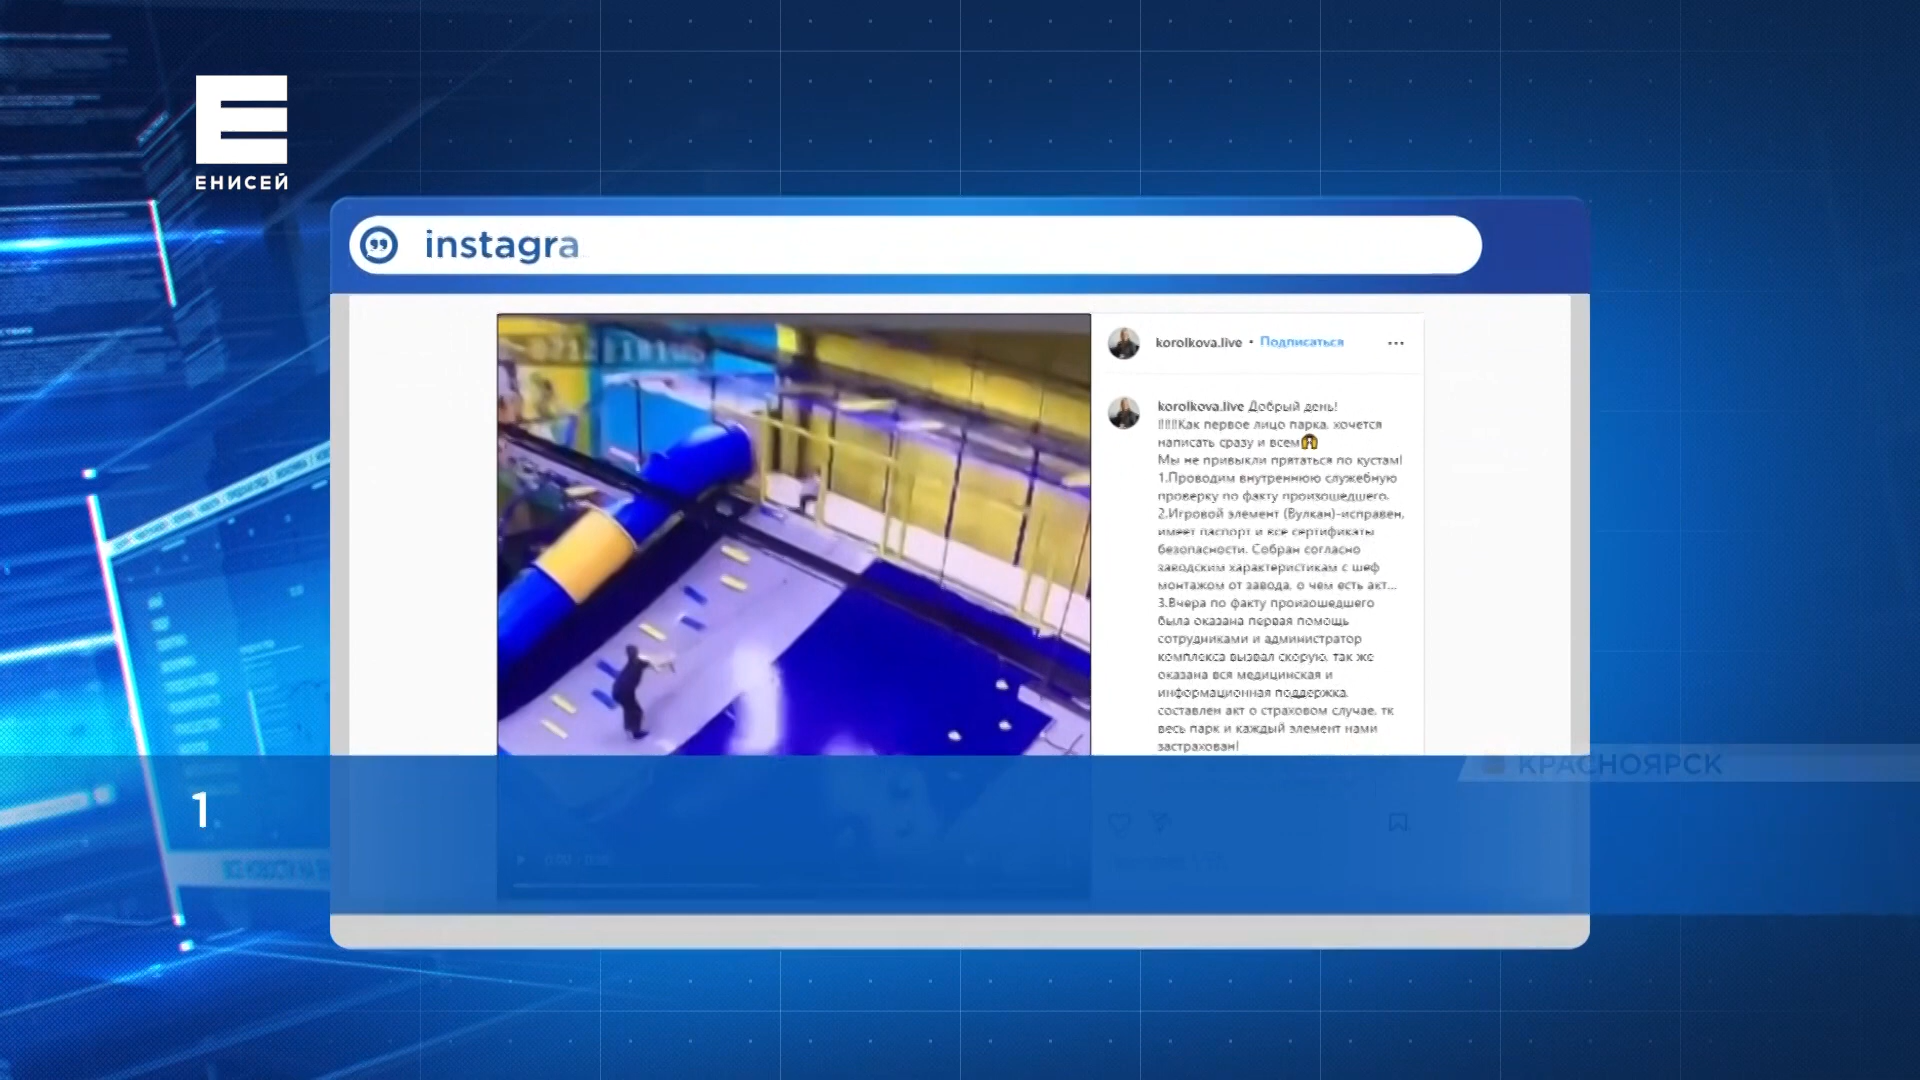 ЕНИСЕЙ
instagra
korolkova.live • Подписаться
korolkova.live Добрый день!
!!!!!Как первое лицо парка, хочется
написать сразу и всем
Мы не привыкли прятаться по кустам!
1.Проводим внутреннюю служебную
проверку по факту произошедшего.
2.Игровой элемент (Вулкан)-исправен,
имеет паспорт и все сертификаты
безопасности. Собран согласно
заводским характеристикам с шеф
монтажом от завода, о чем есть акт...
3.Вчера по факту произошедшего
была оказана первая помощь
сотрудниками и администратор
комплекса вызвал скорую, так же
оказана вся медицинская и
информационная поддержка,
составлен акт о страховом случае, тк
весь парк и каждый элемент нами
застрахован!
КРАСНОЯРСК
1